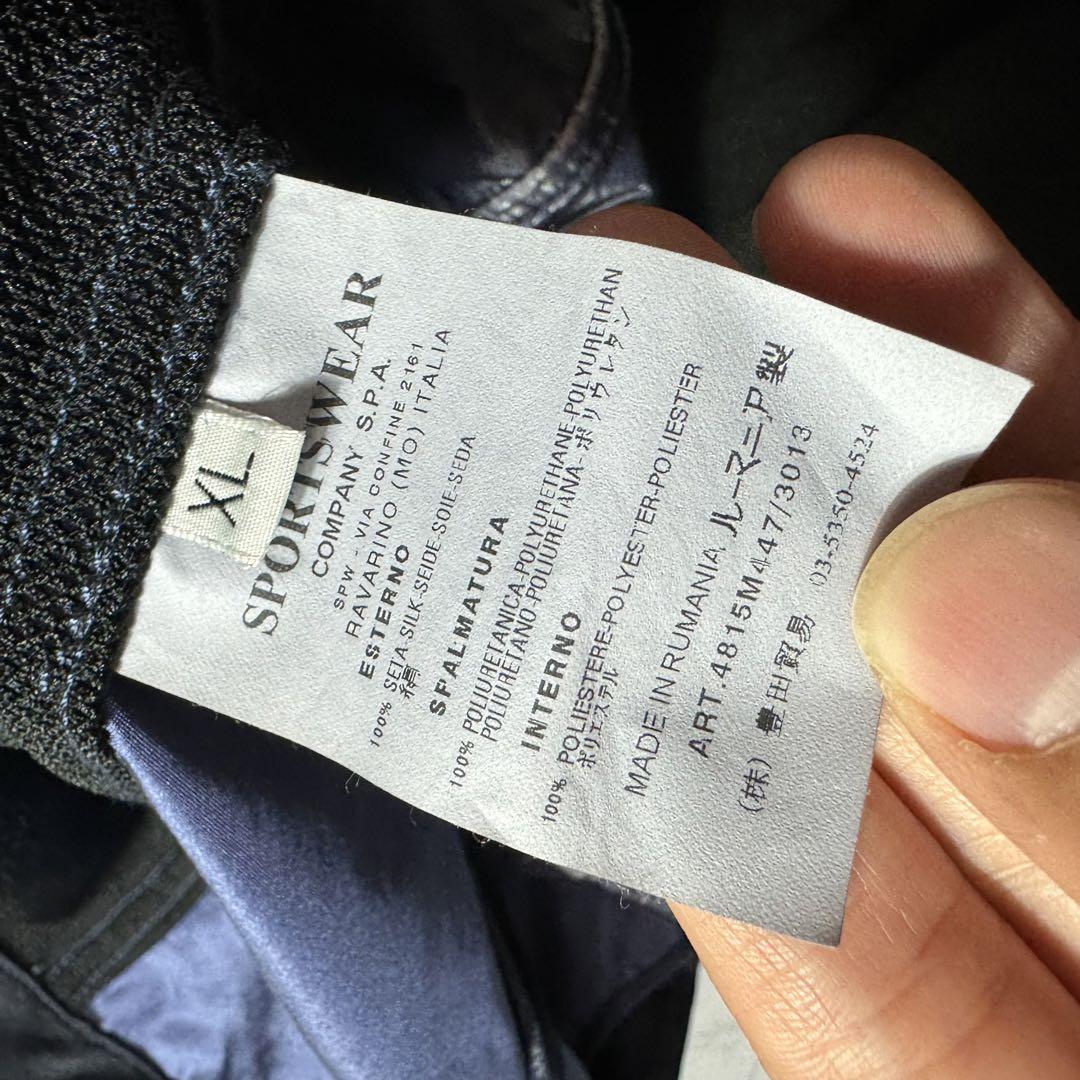 XL
SPORTSWEAR
COMPANY S.P.A.
SPW - VIA CONFINE 2161
RAVARINO (MO) ITALIA
ESTERNO
100% SETA-SILK-SEIDE-SOIE-SEDA
絹
SPALMATURA
100% POLIURETANICA-POLYURETHANE-POLYURETHAN
POLIURETANO-POLIURETANA-ポリウレタン
INTERNO
100% POLIESTERE-POLYESTER-POLIESTER
ポリエステル
MADE IN RUMANIA, ルーマニア製
ART.4815M447/3013
(株) 豊田貿易 03-5350-4524